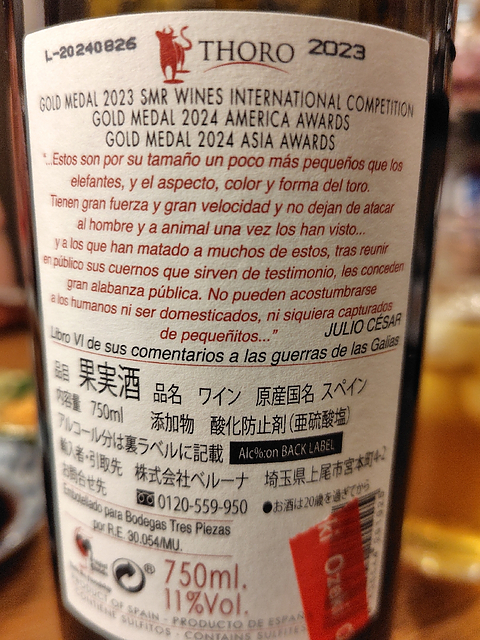 L-20240826
THORO 2023
GOLD MEDAL 2023 SMR WINES INTERNATIONAL COMPETITION
GOLD MEDAL 2024 AMERICA AWARDS
GOLD MEDAL 2024 ASIA AWARDS
"...Estos son por su tamaño un poco más pequeños que los
elefantes, y el aspecto, color y forma del toro.
Tienen gran fuerza y gran velocidad y no dejan de atacar
al hombre y a animal una vez los han visto...
y a los que han matado a muchos de estos, tras reunir
en público sus cuernos que sirven de testimonio, les conceden
gran alabanza pública. No pueden acostumbrarse
a los humanos ni ser domesticados, ni siquiera capturados
de pequeñitos..."
JULIO CÉSAR
Libro VI de sus comentarios a las guerras de las Galias
品目 果実酒 品名 ワイン 原産国名 スペイン
内容量 750ml 添加物 酸化防止剤(亜硫酸塩)
アルコール分は裏ラベルに記載 Alc%:on BACK LABEL
輸入者・引取先 株式会社ベルーナ 埼玉県上尾市宮本町4-2
お問合せ先 0120-559-950 ●お酒は20歳を過ぎてから
Embotellado para Bodegas Tres Piezas
por R.E. 30.054/MU.
750ml.
11%Vol.
PRODUCT OF SPAIN - PRODUCTO DE ESPAÑ
CONTIENE SULFITOS - CONTAINS SULFITES